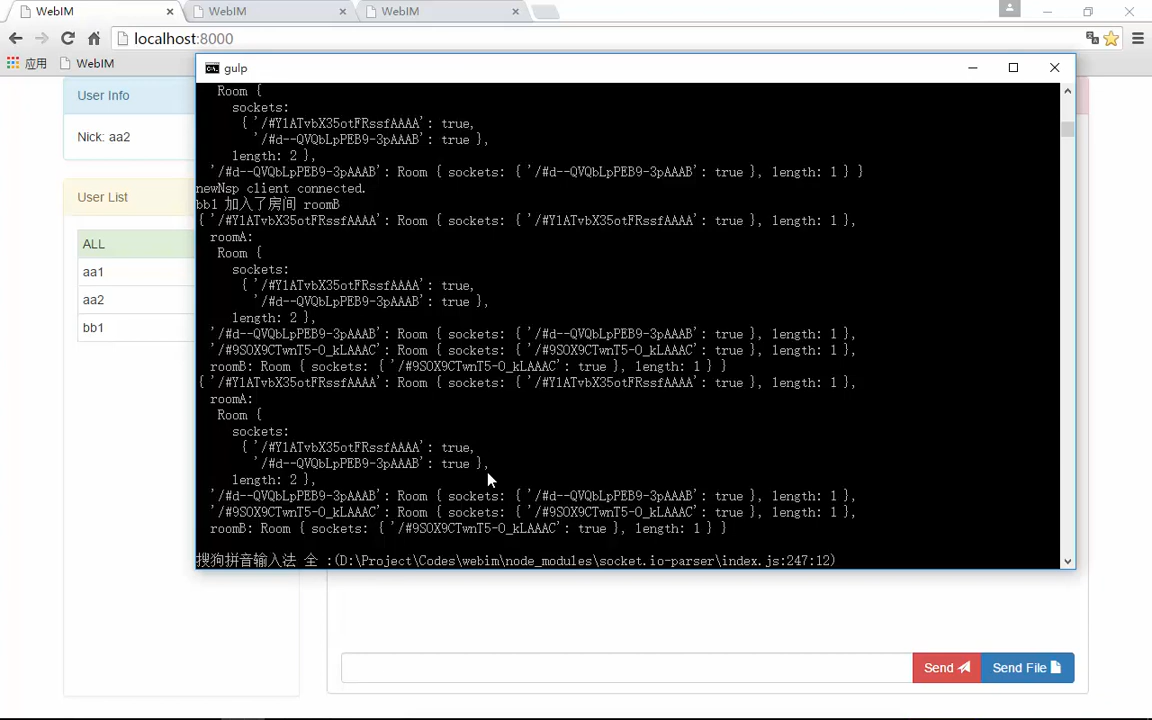 WebIM
WebIM
WebIM
localhost:8000
应用
WebIM
gulp
User Info
Nick: aa2
User List
ALL
aa1
aa2
bb1
Room {
sockets:
{ '/#Y1ATvbX35otFRssfAAAA': true,
'/#d--QVQbLpPEB9-3pAAAB': true },
length: 2 },
'/#d--QVQbLpPEB9-3pAAAB': Room { sockets: { '/#d--QVQbLpPEB9-3pAAAB': true }, length: 1 } }
newNsp client connected.
bb1 加入了房间 roomB
{ '/#Y1ATvbX35otFRssfAAAA': Room { sockets: { '/#Y1ATvbX35otFRssfAAAA': true }, length: 1 },
roomA:
Room {
sockets:
{ '/#Y1ATvbX35otFRssfAAAA': true,
'/#d--QVQbLpPEB9-3pAAAB': true },
length: 2 },
'/#d--QVQbLpPEB9-3pAAAB': Room { sockets: { '/#d--QVQbLpPEB9-3pAAAB': true }, length: 1 },
'/#9SOX9CTwnT5-O_kLAAAC': Room { sockets: { '/#9SOX9CTwnT5-O_kLAAAC': true }, length: 1 },
roomB: Room { sockets: { '/#9SOX9CTwnT5-O_kLAAAC': true }, length: 1 } }
{ '/#Y1ATvbX35otFRssfAAAA': Room { sockets: { '/#Y1ATvbX35otFRssfAAAA': true }, length: 1 },
roomA:
Room {
sockets:
{ '/#Y1ATvbX35otFRssfAAAA': true,
'/#d--QVQbLpPEB9-3pAAAB': true },
length: 2 },
'/#d--QVQbLpPEB9-3pAAAB': Room { sockets: { '/#d--QVQbLpPEB9-3pAAAB': true }, length: 1 },
'/#9SOX9CTwnT5-O_kLAAAC': Room { sockets: { '/#9SOX9CTwnT5-O_kLAAAC': true }, length: 1 },
roomB: Room { sockets: { '/#9SOX9CTwnT5-O_kLAAAC': true }, length: 1 } }
搜狗拼音输入法 全 :(D:\Project\Codes\webim\node_modules\socket.io-parser\index.js:247:12)
Send
Send File